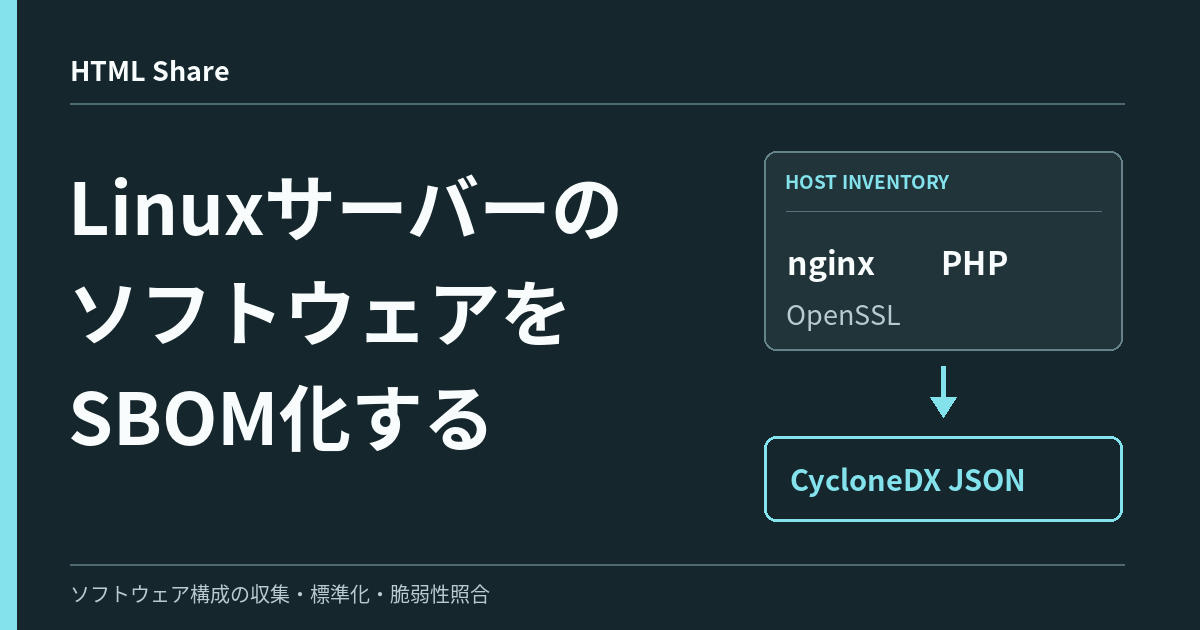 HTML Share
Linuxサーバーの
ソフトウェアを
SBOM化する
HOST INVENTORY
nginx PHP
OpenSSL
CycloneDX JSON
ソフトウェア構成の収集・標準化・脆弱性照合